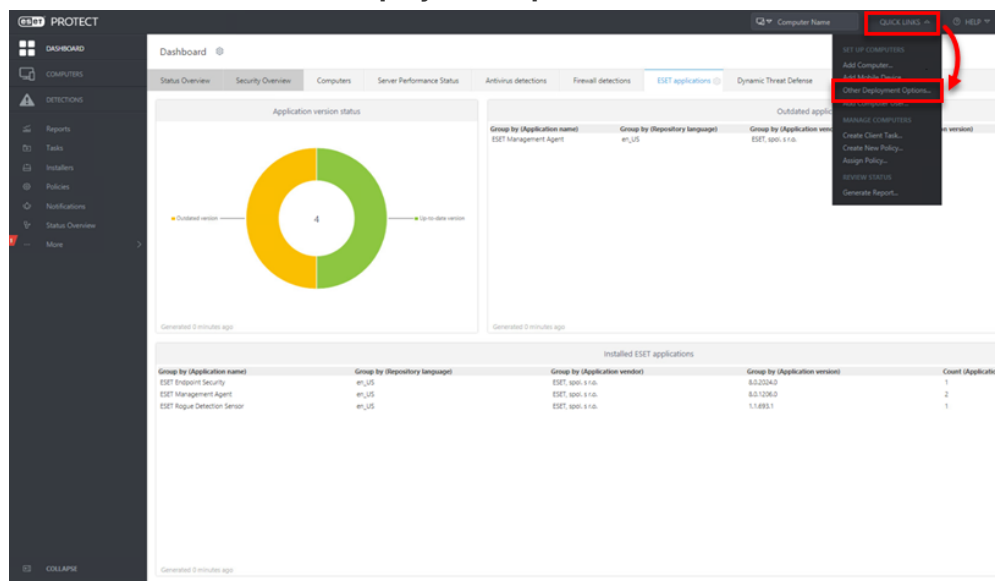 eset PROTECT
Computer Name
QUICK LINKS
HELP
DASHBOARD
COMPUTERS
DETECTIONS
Reports
Tasks
Installers
Policies
Notifications
Status Overview
More
COLLAPSE
Dashboard
Status Overview Security Overview Computers Server Performance Status Antivirus detections Firewall detections ESET applications Dynamic Threat Defense
SET UP COMPUTERS
Add Computer...
Add Mobile Device...
Other Deployment Options...
Add Computer User...
MANAGE COMPUTERS
Create Client Task...
Create New Policy...
Assign Policy...
REVIEW STATUS
Generate Report...
Application version status
Outdated version
4
Up-to-date version
Generated 0 minutes ago
Outdated applic
Group by (Application name) Group by (Repository language) Group by (Application ven n version)
ESET Management Agent en_US ESET, spol. s r.o.
Generated 0 minutes ago
Installed ESET applications
Group by (Application name) Group by (Repository language) Group by (Application vendor) Group by (Application version) Count (Applicatio
ESET Endpoint Security en_US ESET, spol. s r.o. 8.0.2024.0 1
ESET Management Agent en_US ESET, spol. s r.o. 8.0.1206.0 2
ESET Rogue Detection Sensor en_US ESET, spol. s r.o. 1.1.693.1 1
Generated 0 minutes ago